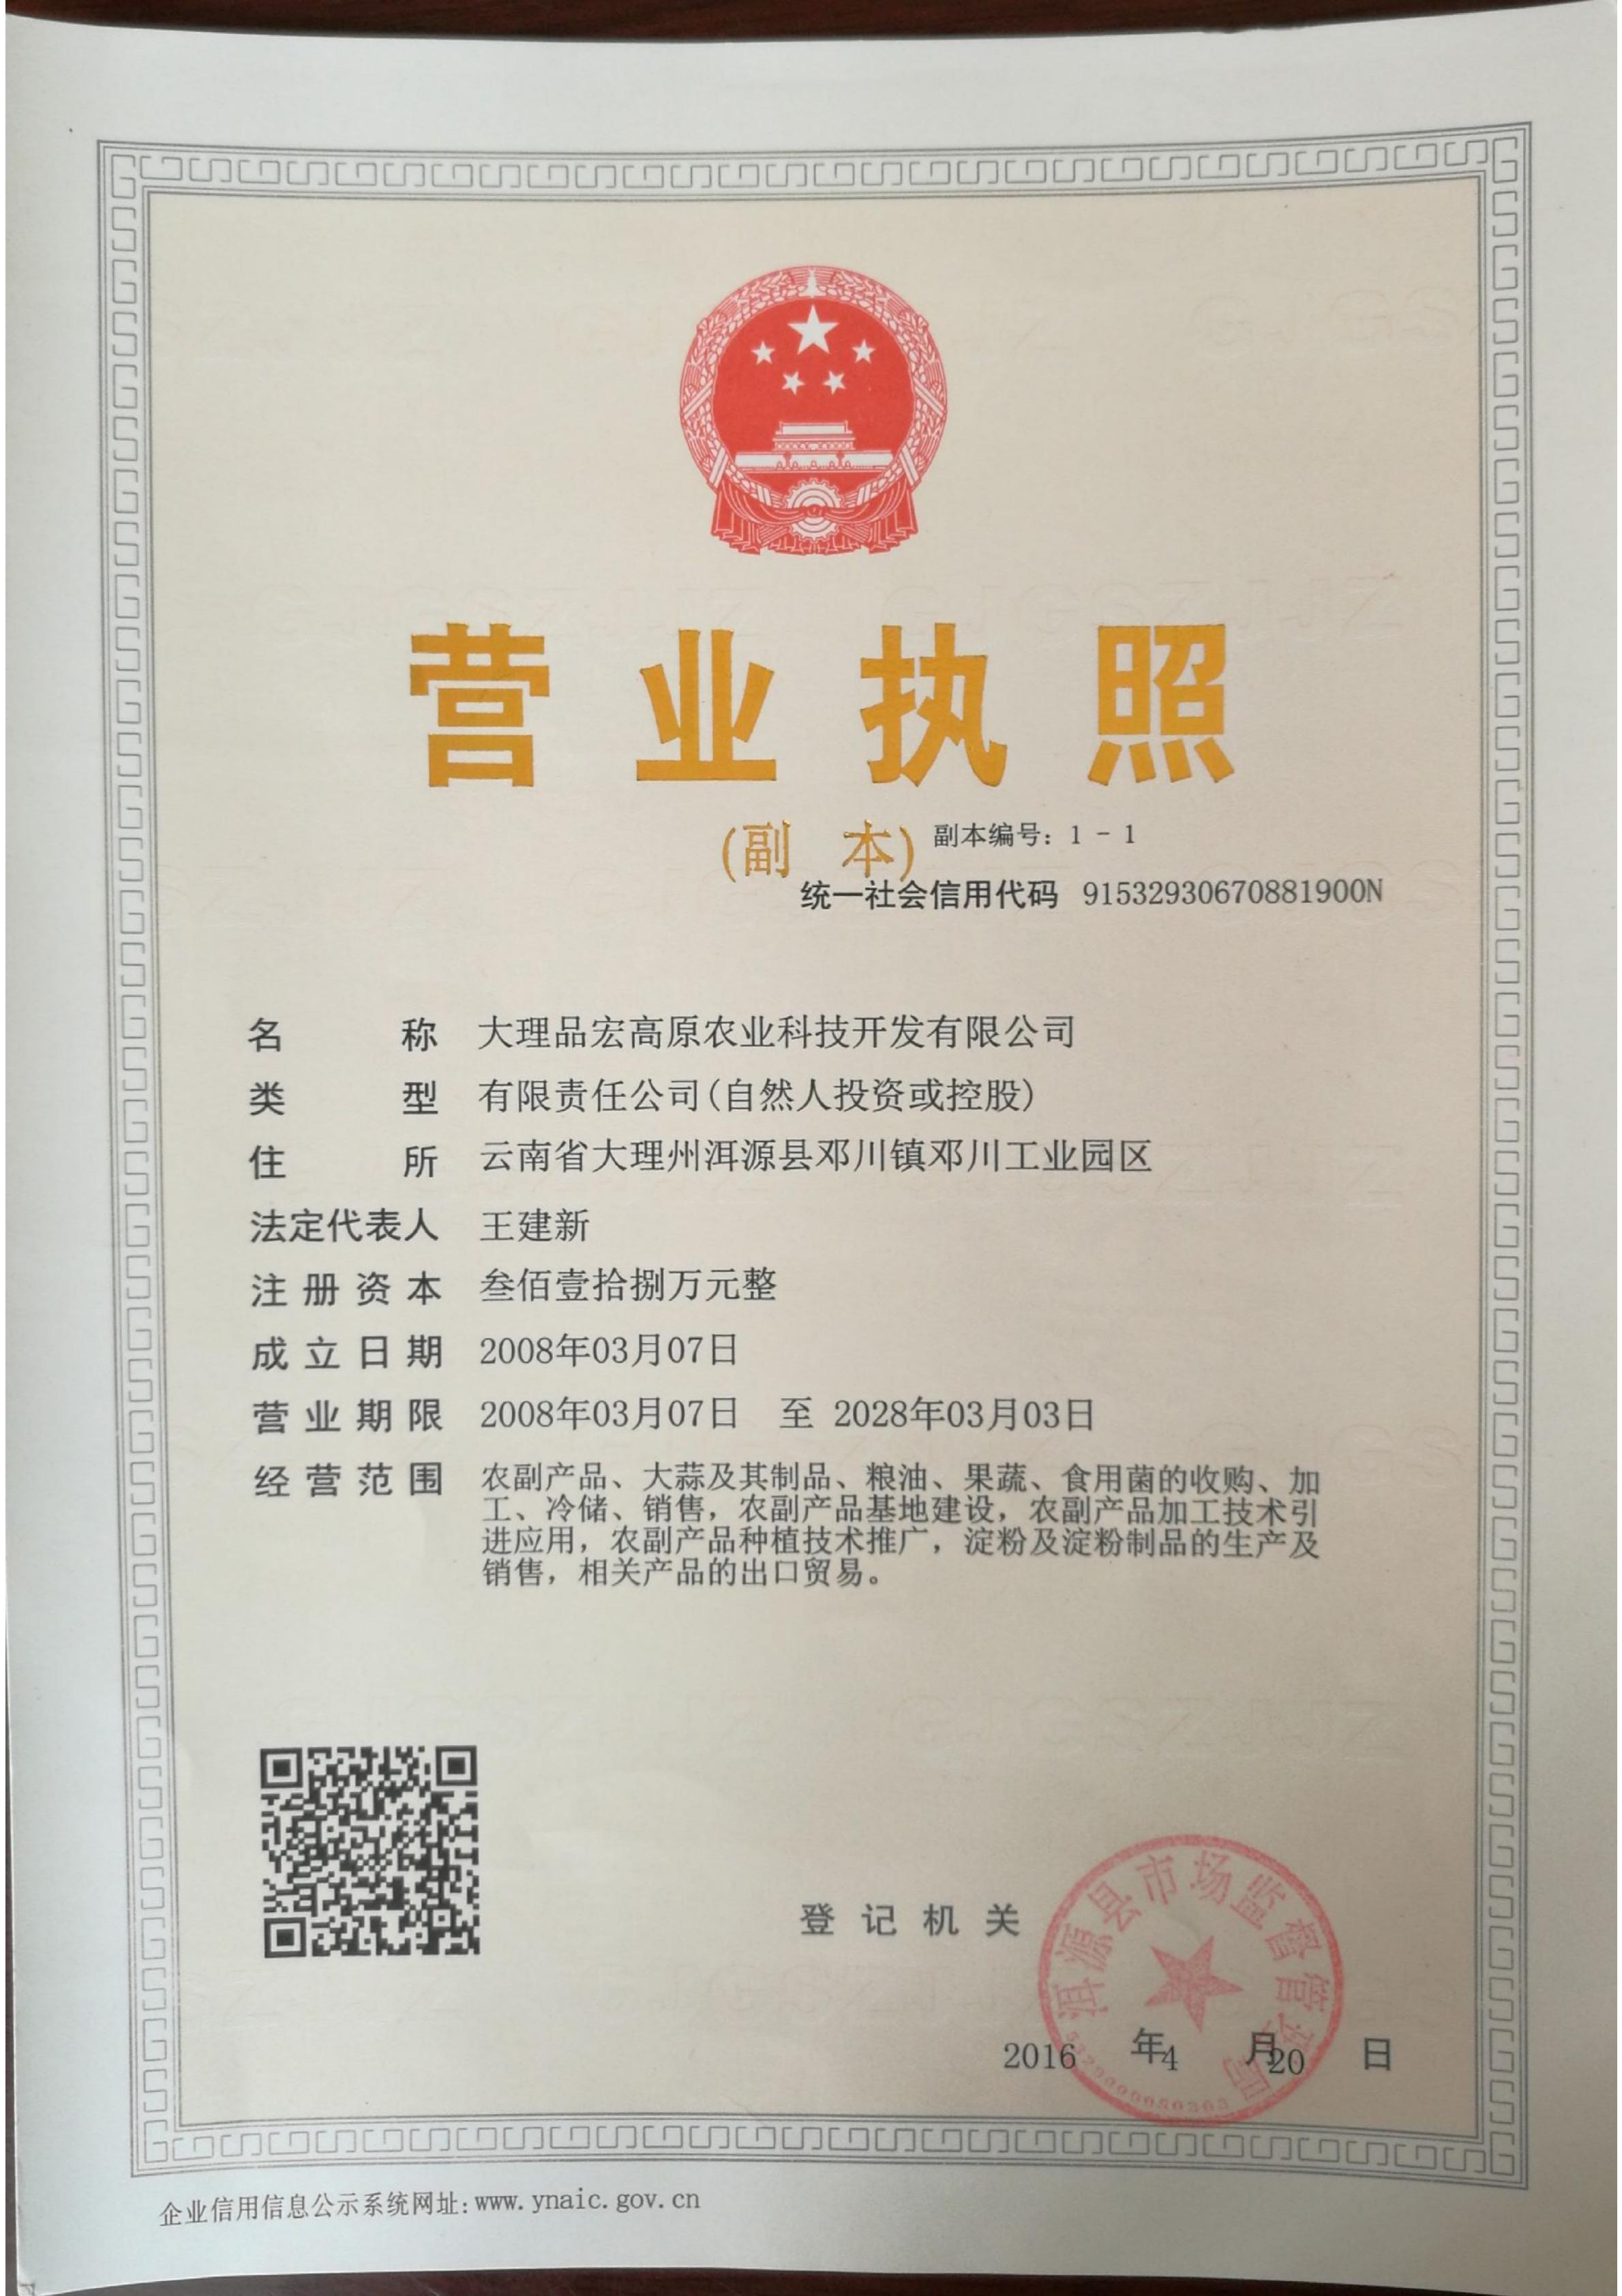 营业执照
(副 本) 副本编号：1－1
统一社会信用代码 91532930670881900N
名称 大理品宏高原农业科技开发有限公司
类型 有限责任公司(自然人投资或控股)
住所 云南省大理州洱源县邓川镇邓川工业园区
法定代表人 王建新
注册资本 叁佰壹拾捌万元整
成立日期 2008年03月07日
营业期限 2008年03月07日 至 2028年03月03日
经营范围 农副产品、大蒜及其制品、粮油、果蔬、食用菌的收购、加
工、冷储、销售，农副产品基地建设，农副产品加工技术引
进应用，农副产品种植技术推广，淀粉及淀粉制品的生产及
销售，相关产品的出口贸易。
登记机关
洱源县市场监督管理局
2016年4月20日
企业信用信息公示系统网址:www.ynaic.gov.cn